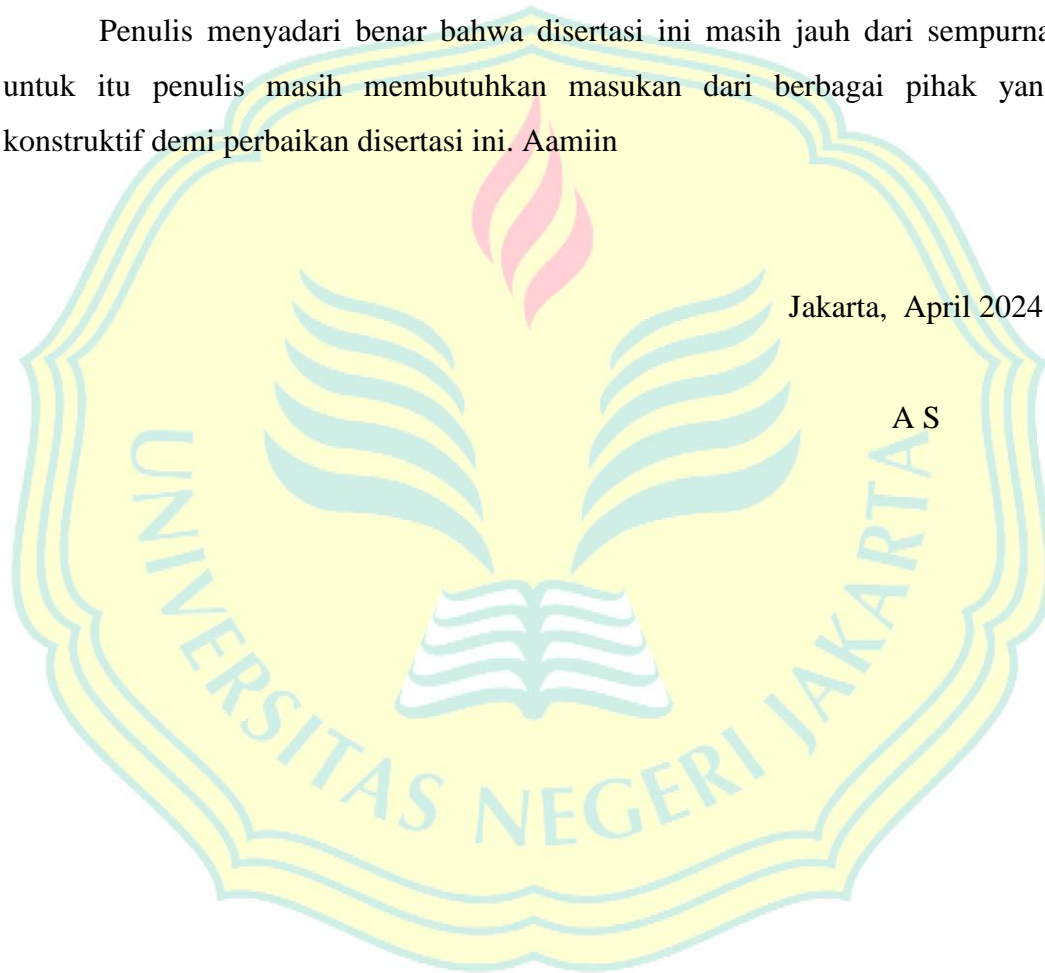 Penulis menyadari benar bahwa disertasi ini masih jauh dari sempurna
untuk itu penulis masih membutuhkan masukan dari berbagai pihak yan
konstruktif demi perbaikan disertasi ini. Aamiin
Jakarta, April 2024
A S
UNIVERSITAS NEGERI JAKARTA